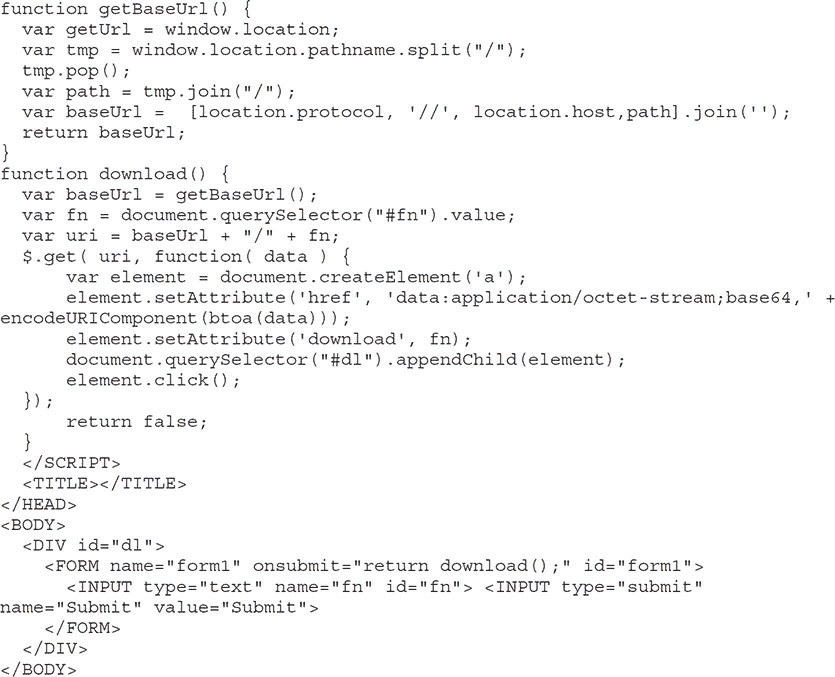 function getBaseUrl() {
  var getUrl = window.location;
  var tmp = window.location.pathname.split("/");
  tmp.pop();
  var path = tmp.join("/");
  var baseUrl =  [location.protocol, '//', location.host,path].join('');
  return baseUrl;
}
function download() {
  var baseUrl = getBaseUrl();
  var fn = document.querySelector("#fn").value;
  var uri = baseUrl + "/" + fn;
  $.get( uri, function( data ) {
      var element = document.createElement('a');
      element.setAttribute('href', 'data:application/octet-stream;base64,' +
encodeURIComponent(btoa(data)));
      element.setAttribute('download', fn);
      document.querySelector("#dl").appendChild(element);
      element.click();
  });
      return false;
  }
  </SCRIPT>
  <TITLE></TITLE>
</HEAD>
<BODY>
  <DIV id="dl">
    <FORM name="form1" onsubmit="return download();" id="form1">
      <INPUT type="text" name="fn" id="fn"> <INPUT type="submit"
name="Submit" value="Submit">
    </FORM>
  </DIV>
</BODY>